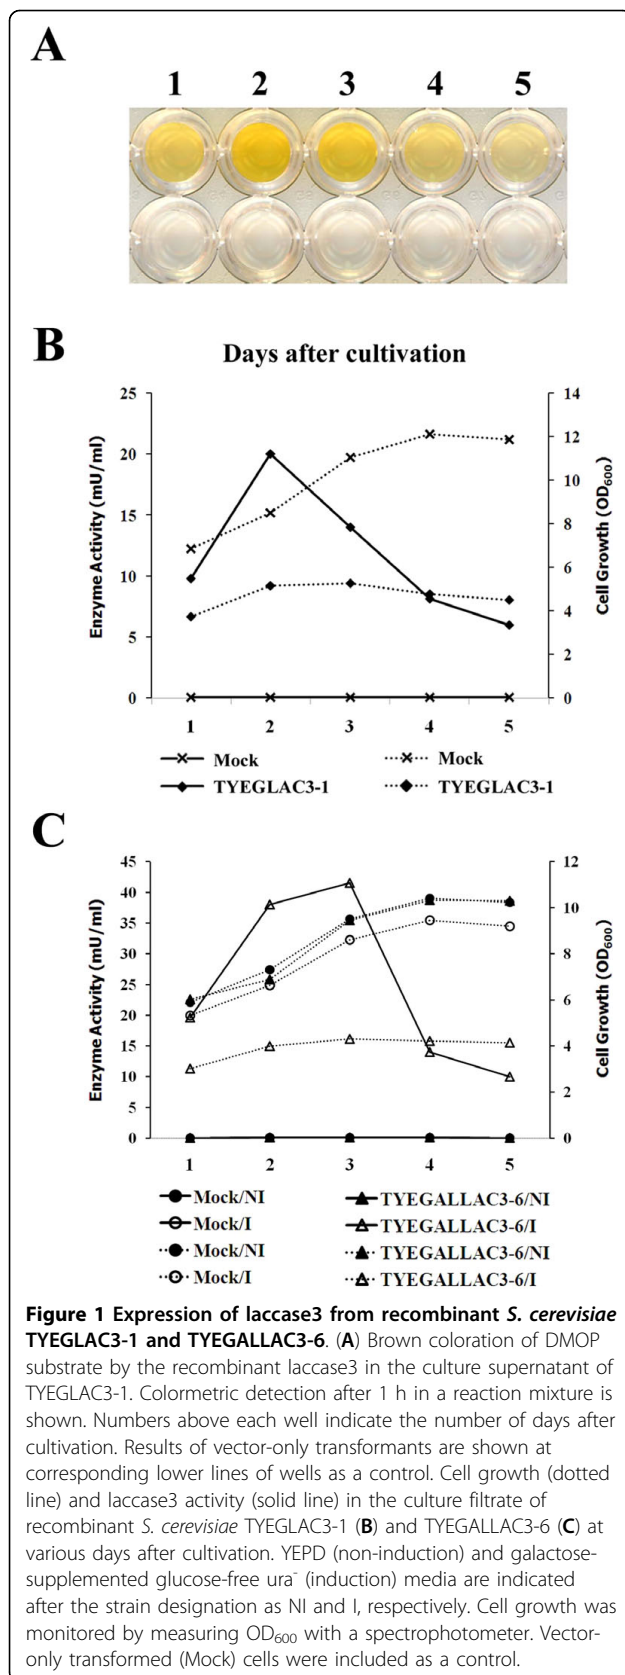 A
1 2 3 4 5
B
Days after cultivation
Enzyme Activity (mU/ml)
25
20
15
10
5
0
14
12
10
8
6
4
2
0
Cell Growth (OD600)
1 2 3 4 5
Mock Mock
TYEGLAC3-1 TYEGLAC3-1
C
Enzyme Activity (mU/ml)
45
40
35
30
25
20
15
10
5
0
12
10
8
6
4
2
0
Cell Growth (OD600)
1 2 3 4 5
Mock/NI TYEGALLAC3-6/NI
Mock/I TYEGALLAC3-6/I
Mock/NI TYEGALLAC3-6/NI
Mock/I TYEGALLAC3-6/I
Figure 1 Expression of laccase3 from recombinant S. cerevisiae
TYEGLAC3-1 and TYEGALLAC3-6. (A) Brown coloration of DMOP
substrate by the recombinant laccase3 in the culture supernatant of
TYEGLAC3-1. Colormetric detection after 1 h in a reaction mixture is
shown. Numbers above each well indicate the number of days after
cultivation. Results of vector-only transformants are shown at
corresponding lower lines of wells as a control. Cell growth (dotted
line) and laccase3 activity (solid line) in the culture filtrate of
recombinant S. cerevisiae TYEGLAC3-1 (B) and TYEGALLAC3-6 (C) at
various days after cultivation. YEPD (non-induction) and galactose-
supplemented glucose-free ura⁻ (induction) media are indicated
after the strain designation as NI and I, respectively. Cell growth was
monitored by measuring OD600 with a spectrophotometer. Vector-
only transformed (Mock) cells were included as a control.